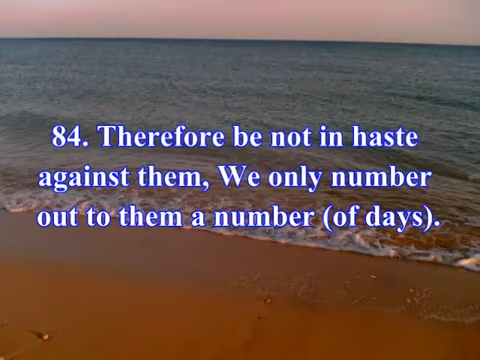 84. Therefore be not in haste
against them, We only number
out to them a number (of days).